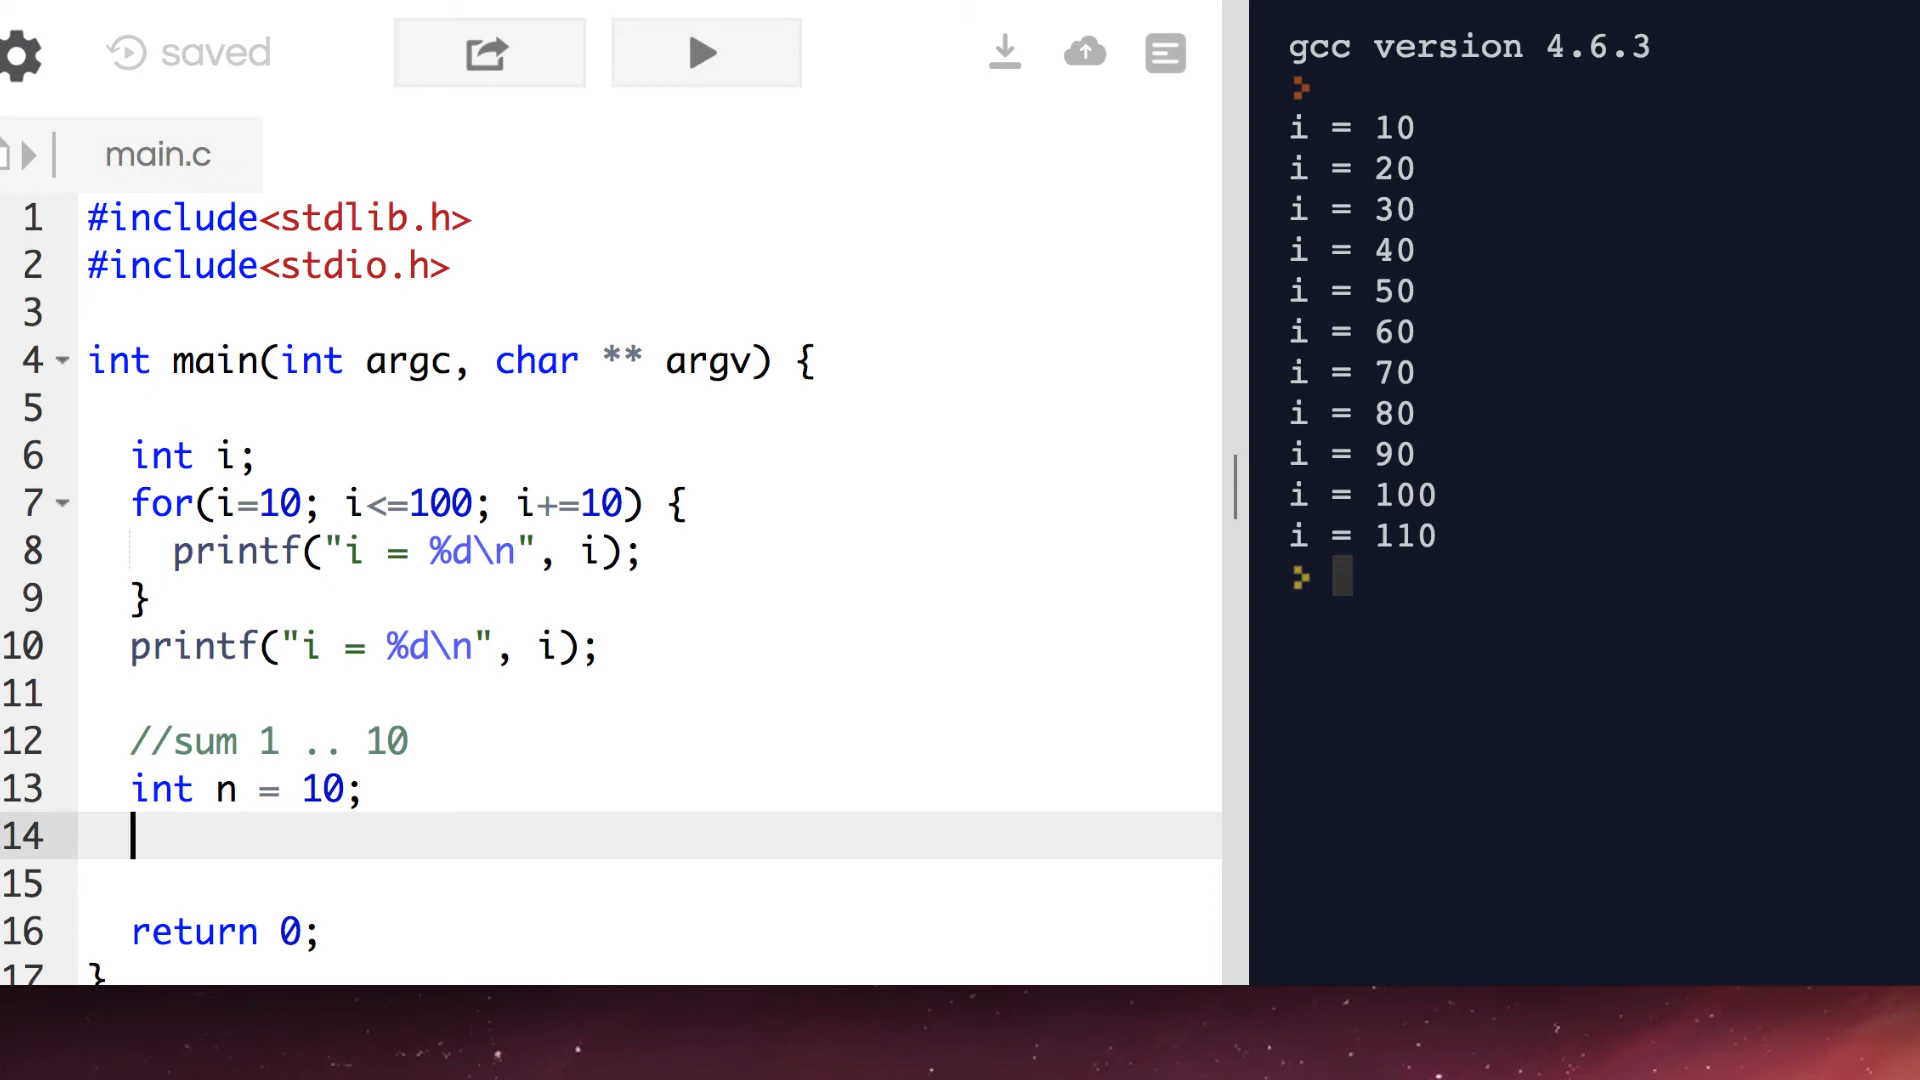 saved
main.c
1 #include<stdlib.h>
2 #include<stdio.h>
3
4 int main(int argc, char ** argv) {
5
6 int i;
7 for(i=10; i<=100; i+=10) {
8 printf("i = %d\n", i);
9 }
10 printf("i = %d\n", i);
11
12 //sum 1 .. 10
13 int n = 10;
14
15
16 return 0;
17 }
gcc version 4.6.3
i = 10
i = 20
i = 30
i = 40
i = 50
i = 60
i = 70
i = 80
i = 90
i = 100
i = 110